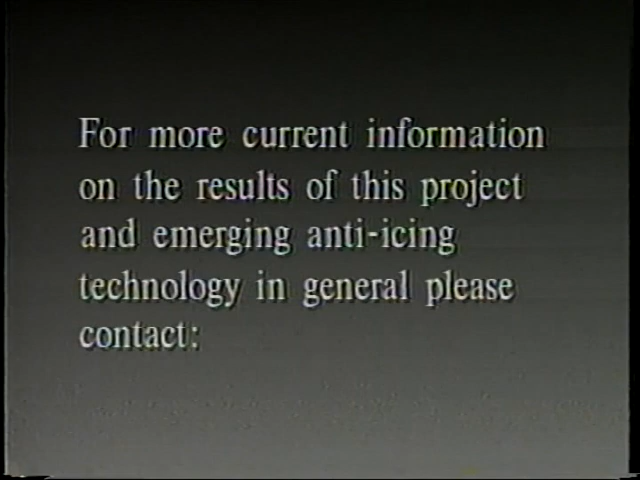 For more current information
on the results of this project
and emerging anti-icing
technology in general please
contact: